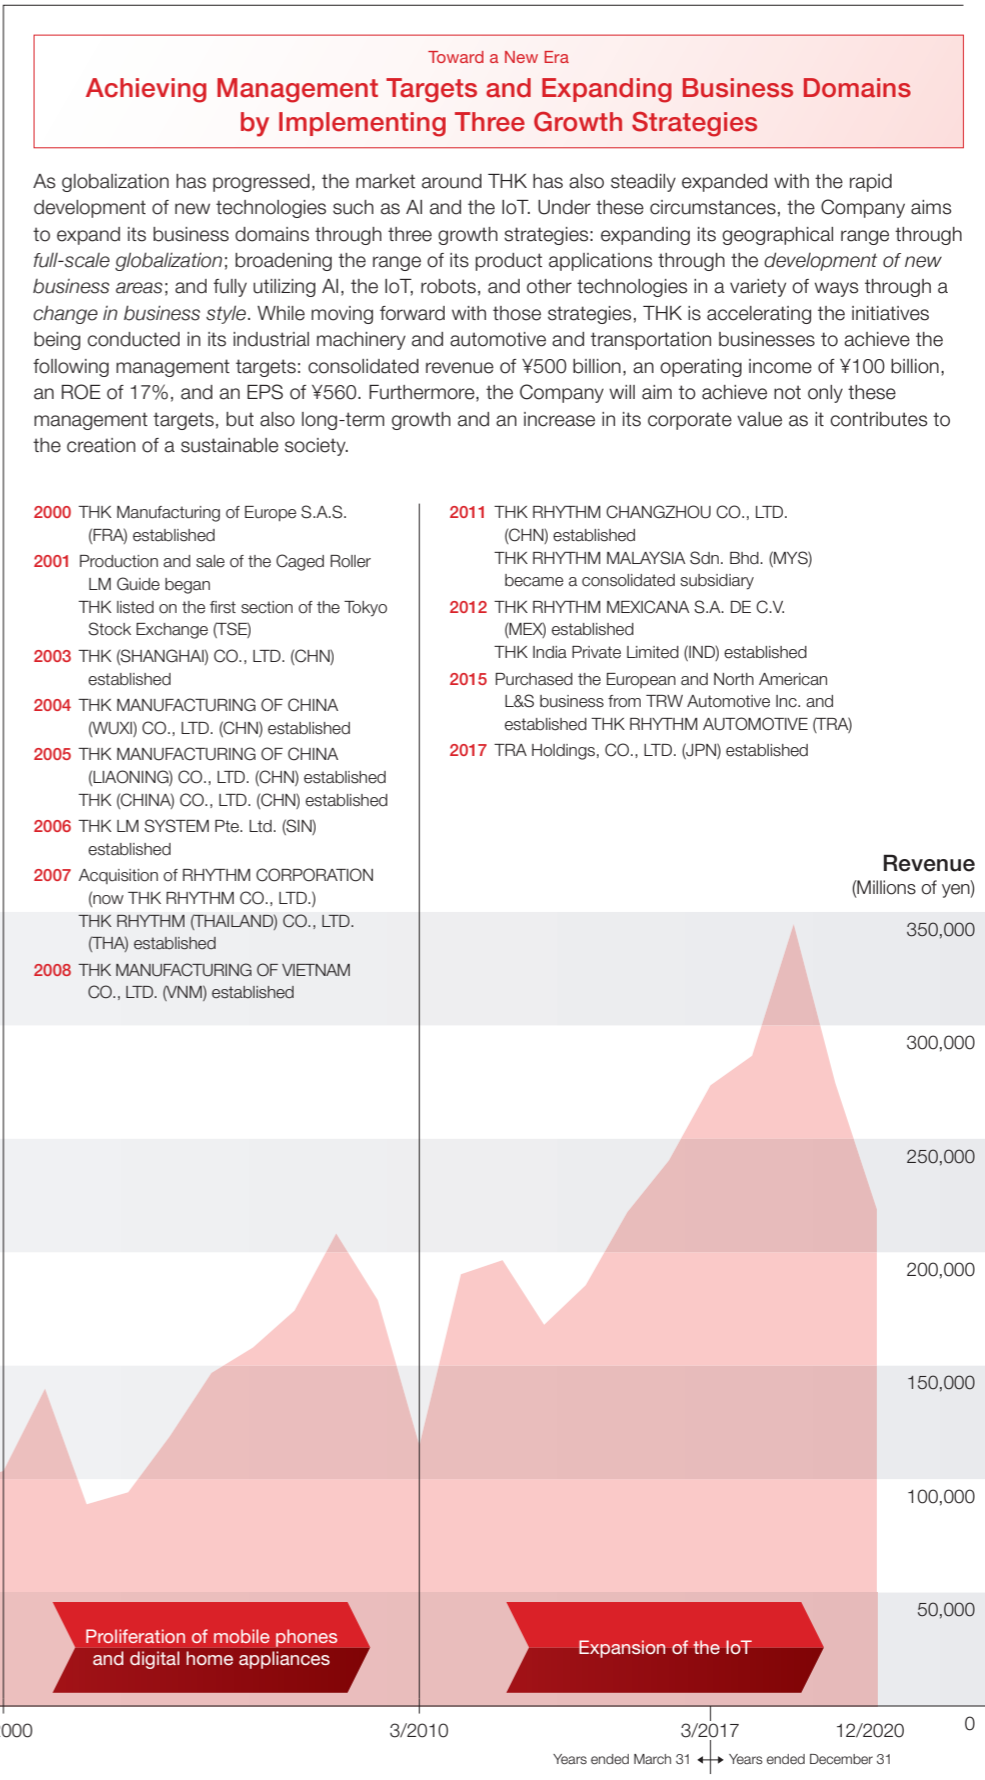 Toward a New Era
Achieving Management Targets and Expanding Business Domains
by Implementing Three Growth Strategies
As globalization has progressed, the market around THK has also steadily expanded with the rapid
development of new technologies such as AI and the IoT. Under these circumstances, the Company aims
to expand its business domains through three growth strategies: expanding its geographical range through
full-scale globalization; broadening the range of its product applications through the development of new
business areas; and fully utilizing AI, the IoT, robots, and other technologies in a variety of ways through a
change in business style. While moving forward with those strategies, THK is accelerating the initiatives
being conducted in its industrial machinery and automotive and transportation businesses to achieve the
following management targets: consolidated revenue of ¥500 billion, an operating income of ¥100 billion,
an ROE of 17%, and an EPS of ¥560. Furthermore, the Company will aim to achieve not only these
management targets, but also long-term growth and an increase in its corporate value as it contributes to
the creation of a sustainable society.
2000 THK Manufacturing of Europe S.A.S.
(FRA) established
2001 Production and sale of the Caged Roller
LM Guide began
THK listed on the first section of the Tokyo
Stock Exchange (TSE)
2003 THK (SHANGHAI) CO., LTD. (CHN)
established
2004 THK MANUFACTURING OF CHINA
(WUXI) CO., LTD. (CHN) established
2005 THK MANUFACTURING OF CHINA
(LIAONING) CO., LTD. (CHN) established
THK (CHINA) CO., LTD. (CHN) established
2006 THK LM SYSTEM Pte. Ltd. (SIN)
established
2007 Acquisition of RHYTHM CORPORATION
(now THK RHYTHM CO., LTD.)
THK RHYTHM (THAILAND) CO., LTD.
(THA) established
2008 THK MANUFACTURING OF VIETNAM
CO., LTD. (VNM) established
2011 THK RHYTHM CHANGZHOU CO., LTD.
(CHN) established
THK RHYTHM MALAYSIA Sdn. Bhd. (MYS)
became a consolidated subsidiary
2012 THK RHYTHM MEXICANA S.A. DE C.V.
(MEX) established
THK India Private Limited (IND) established
2015 Purchased the European and North American
L&S business from TRW Automotive Inc. and
established THK RHYTHM AUTOMOTIVE (TRA)
2017 TRA Holdings, CO., LTD. (JPN) established
Revenue
(Millions of yen)
350,000
300,000
250,000
200,000
150,000
100,000
50,000
0
Proliferation of mobile phones
and digital home appliances
Expansion of the IoT
000
3/2010
3/2017
12/2020
Years ended March 31
Years ended December 31